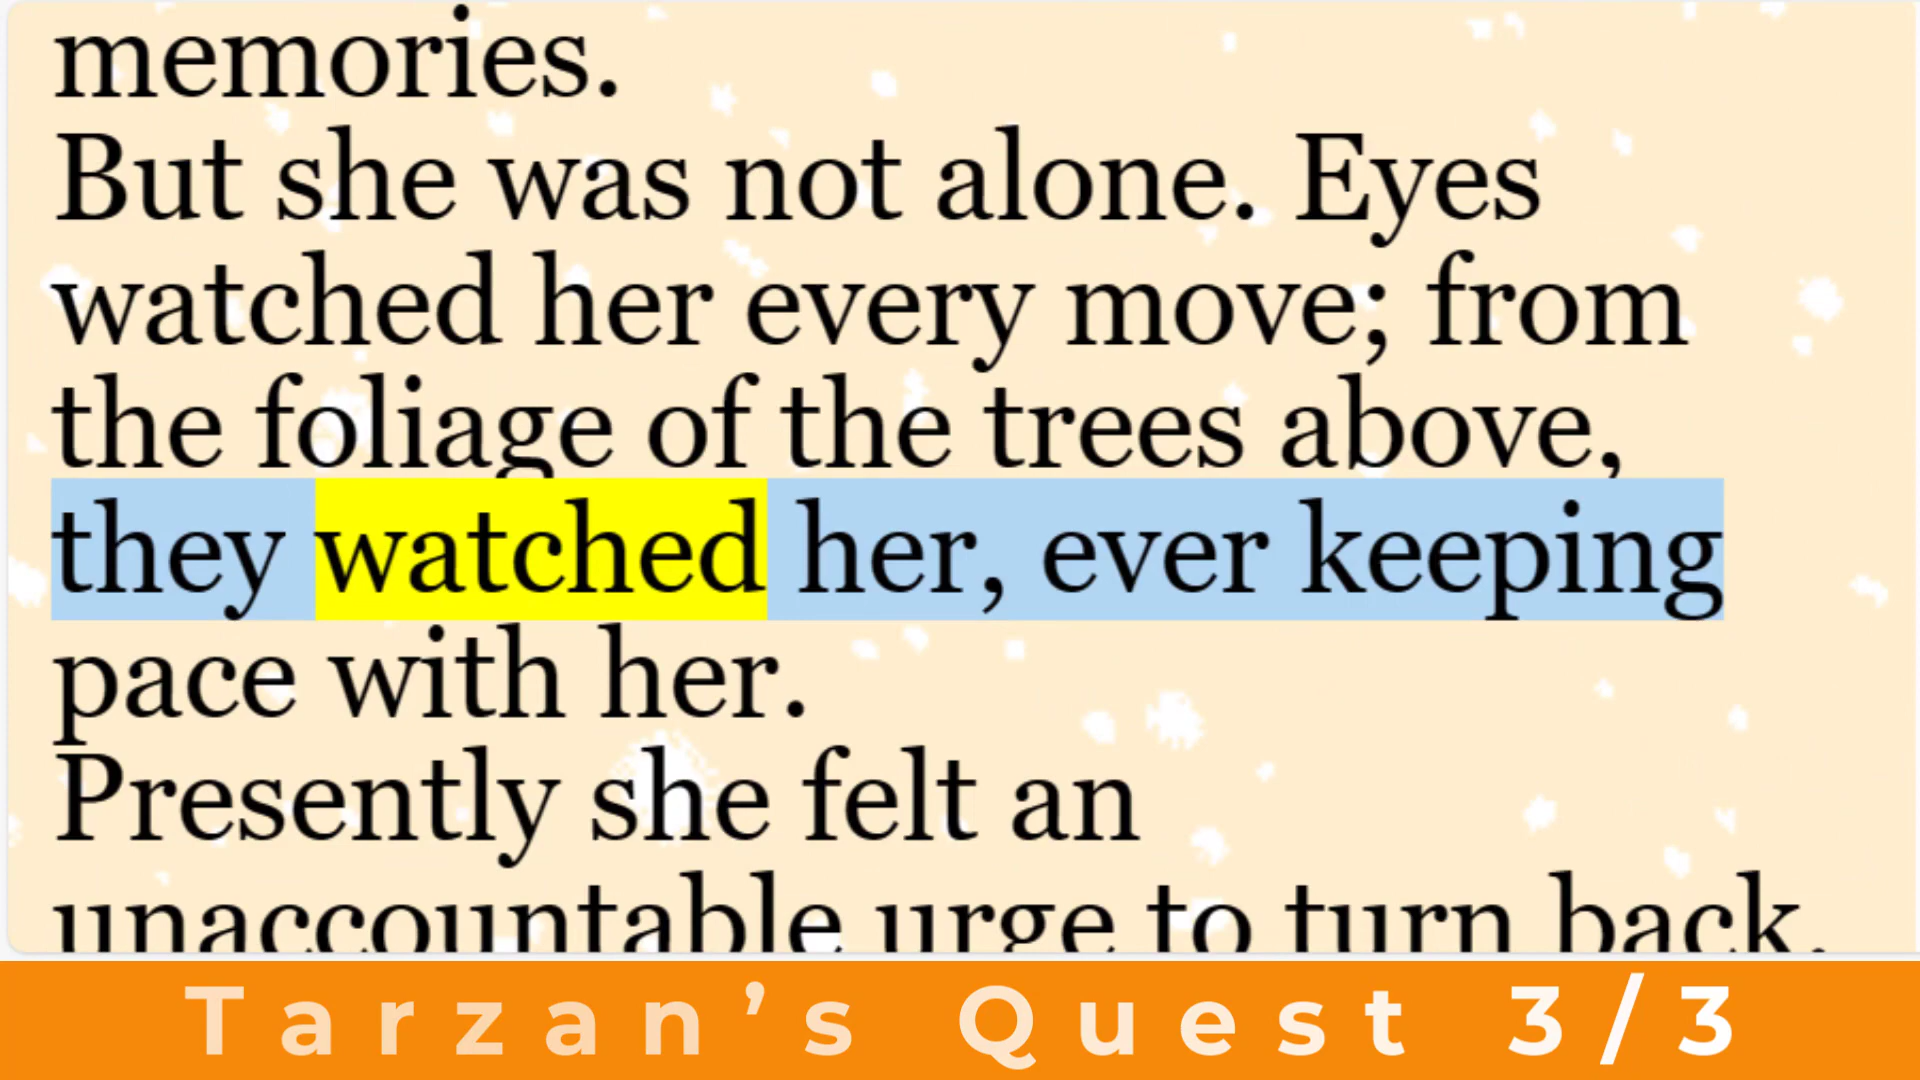 memories.
But she was not alone. Eyes
watched her every move; from
the foliage of the trees above,
they watched her, ever keeping
pace with her.
Presently she felt an
unaccountable urge to turn back.
Tarzan’s Quest 3/3